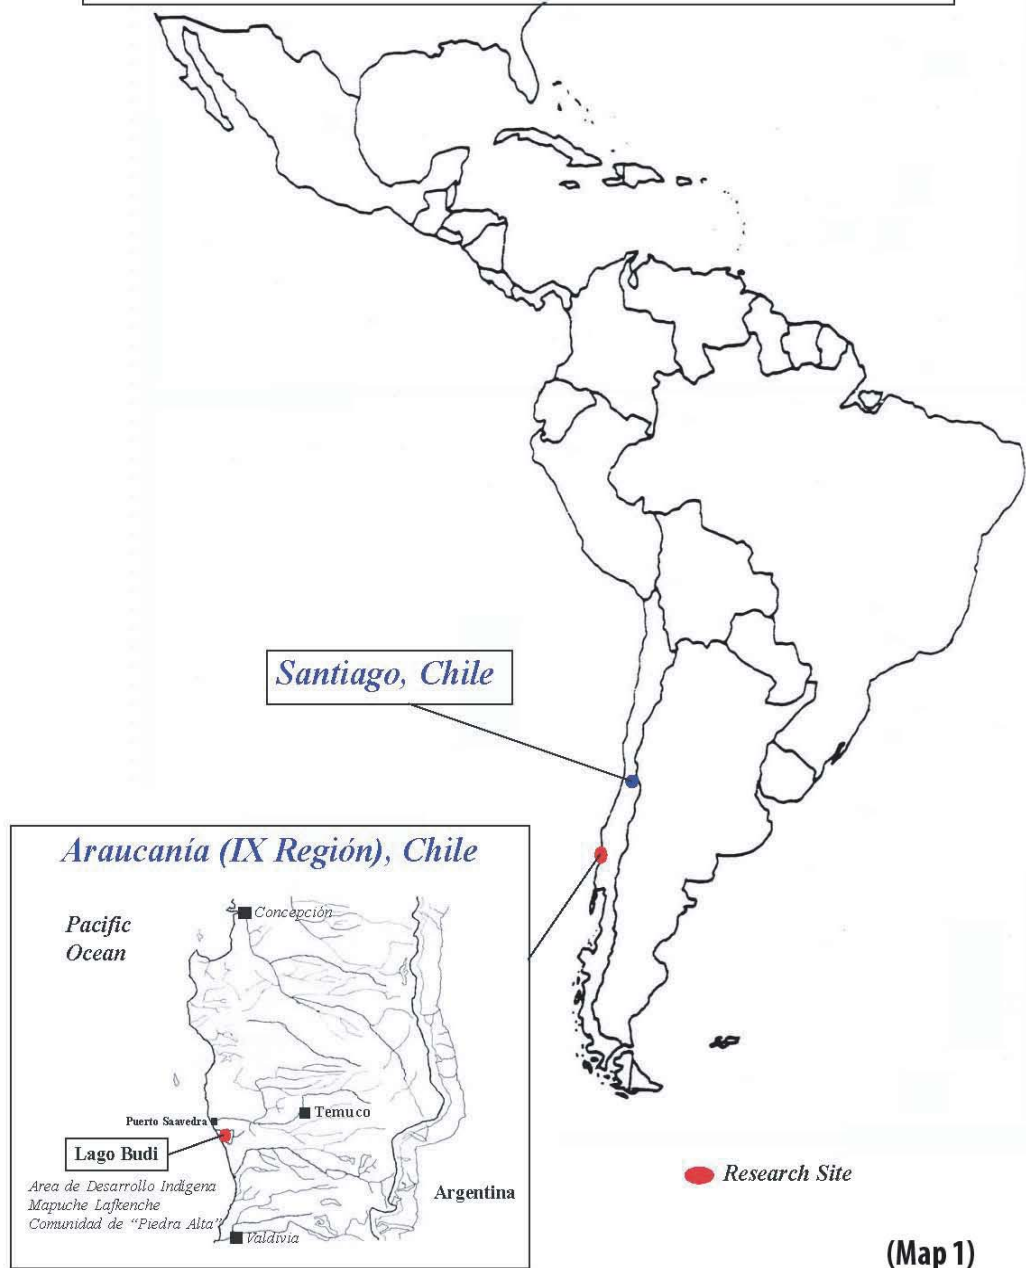 Santiago, Chile
Araucanía (IX Región), Chile
Pacific
Ocean
Concepción
Puerto Saavedra
Temuco
Lago Budi
Area de Desarrollo Indígena
Mapuche Lafkenche
Comunidad de "Piedra Alta"
Argentina
Valdivia
Research Site
(Map 1)